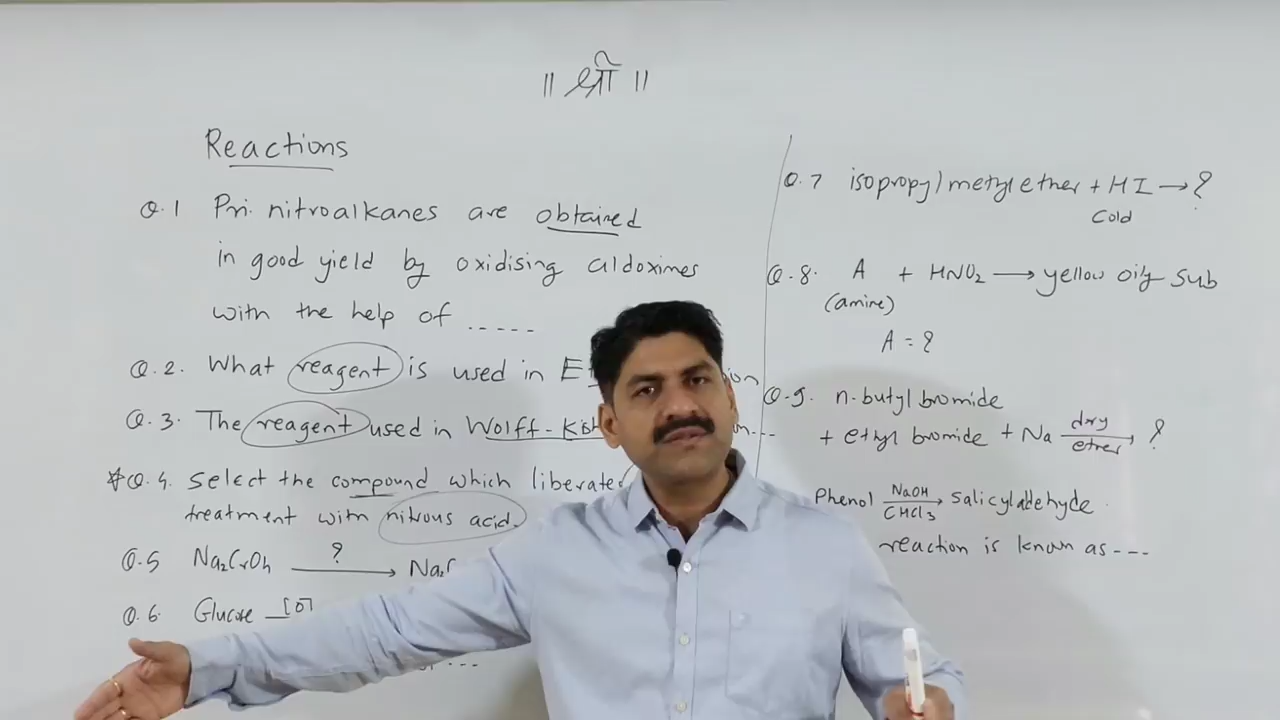 ॥ श्री ॥
Reactions
Q.1 Pri. nitroalkanes are obtained
in good yield by oxidising aldoximes
with the help of -----
Q.2. What reagent is used in
Q.3. The reagent used in Wolff-
*Q.4. Select the compound which
treatment with nitrous acid.
Q.5 Na₂CrO₄ ? →
Q.6. Glucose [O]
Q.7 isopropyl metyl ether + HI → ?
Cold
Q.8. A + HNO₂ → yellow oily sub
(amine)
A = ?
Q.9. n-butyl bromide
+ ethyl bromide + Na dry ether → ?
Phenol NaOH CHCl₃ → salicylaldehyde.
reaction is known as ---